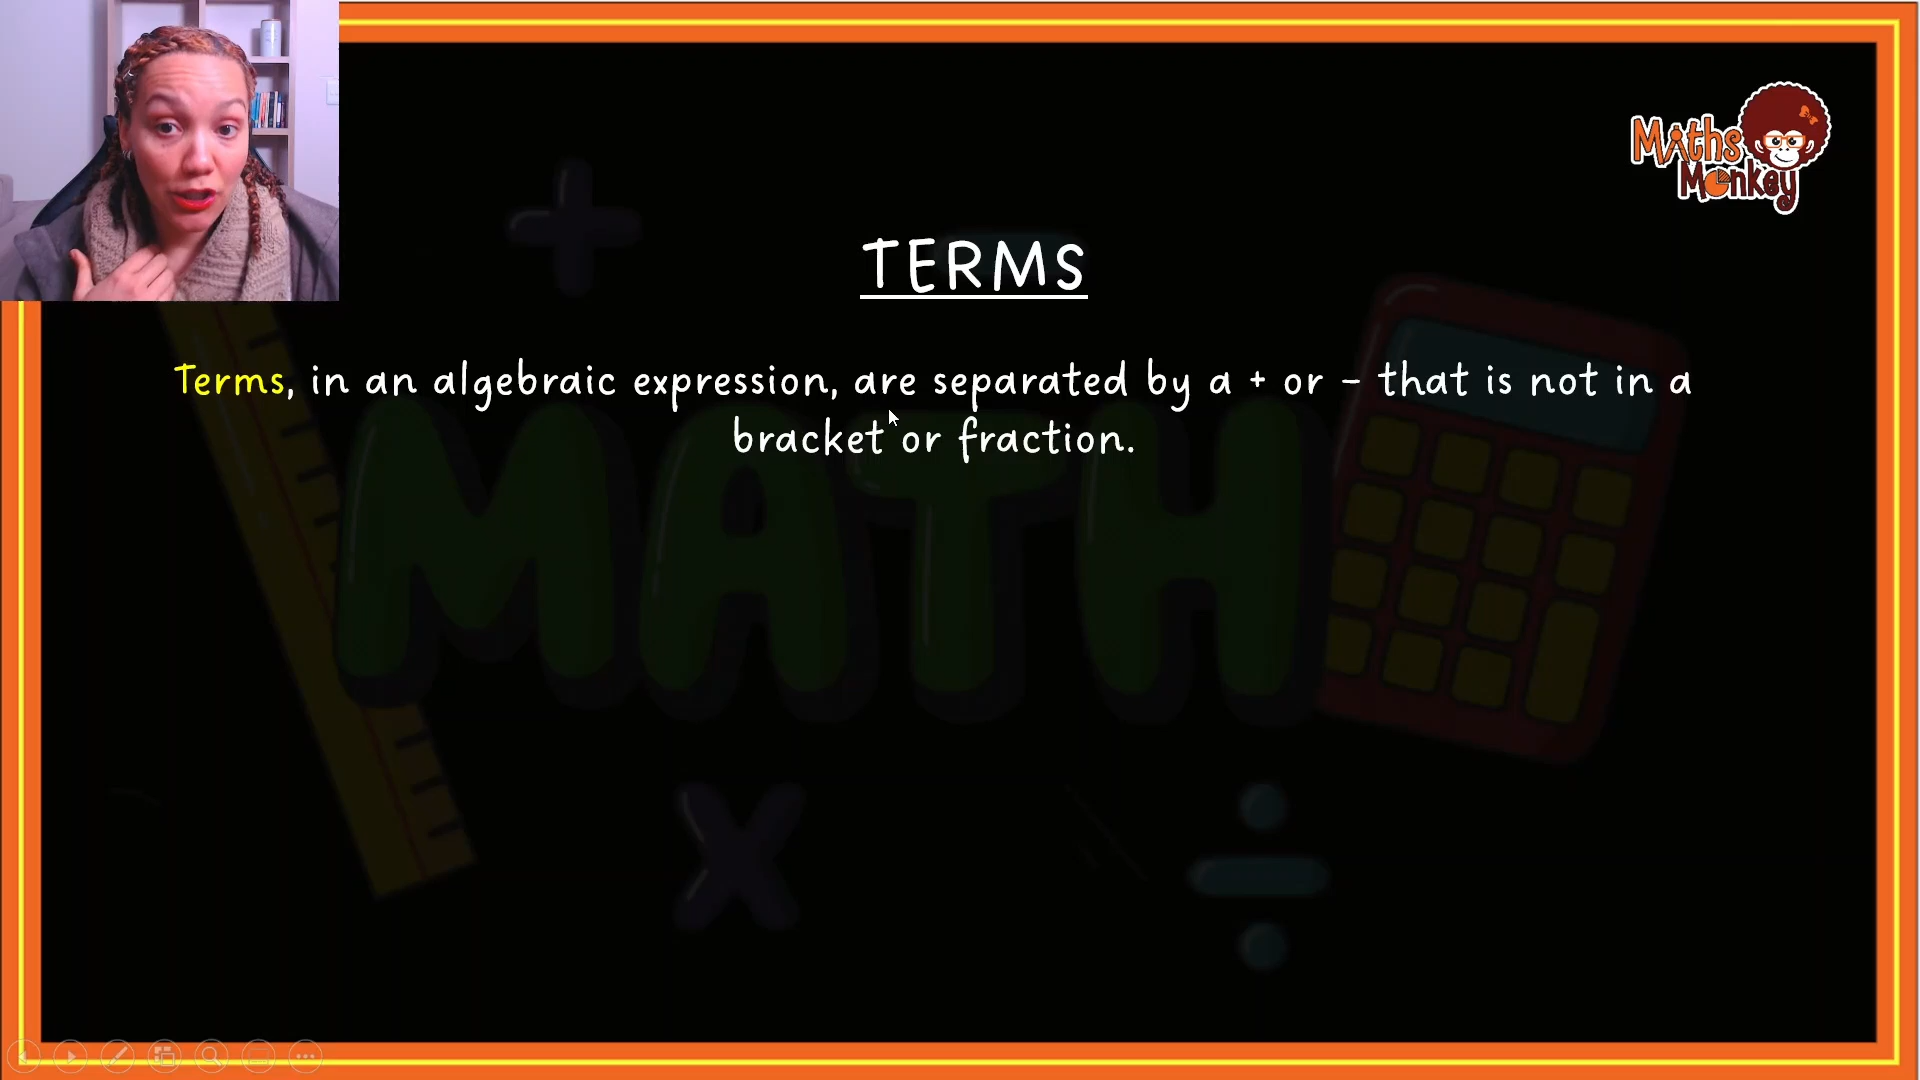 Maths
Monkey
TERMS
Terms, in an algebraic expression, are separated by a + or – that is not in a
bracket or fraction.
MATH